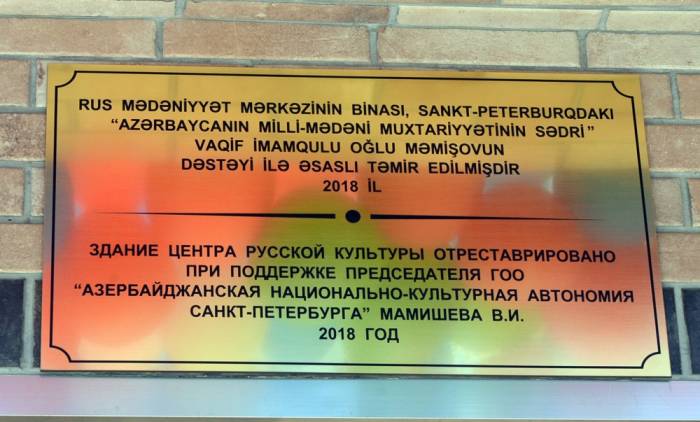 RUS MƏDƏNİYYƏT MƏRKƏZİNİN BİNASI, SANKT-PETERBURQDAKI
“AZƏRBAYCANIN MİLLİ-MƏDƏNİ MUXTARİYYƏTİNİN SƏDRİ”
VAQİF İMAMQULU OĞLU MƏMİŞOVUN
DƏSTƏYİ İLƏ ƏSASLI TƏMİR EDİLMİŞDİR
2018 İL
ЗДАНИЕ ЦЕНТРА РУССКОЙ КУЛЬТУРЫ ОТРЕСТАВРИРОВАНО
ПРИ ПОДДЕРЖКЕ ПРЕДСЕДАТЕЛЯ ГОО
“АЗЕРБАЙДЖАНСКАЯ НАЦИОНАЛЬНО-КУЛЬТУРНАЯ АВТОНОМИЯ
САНКТ-ПЕТЕРБУРГА” МАМИШЕВА В.И.
2018 ГОД